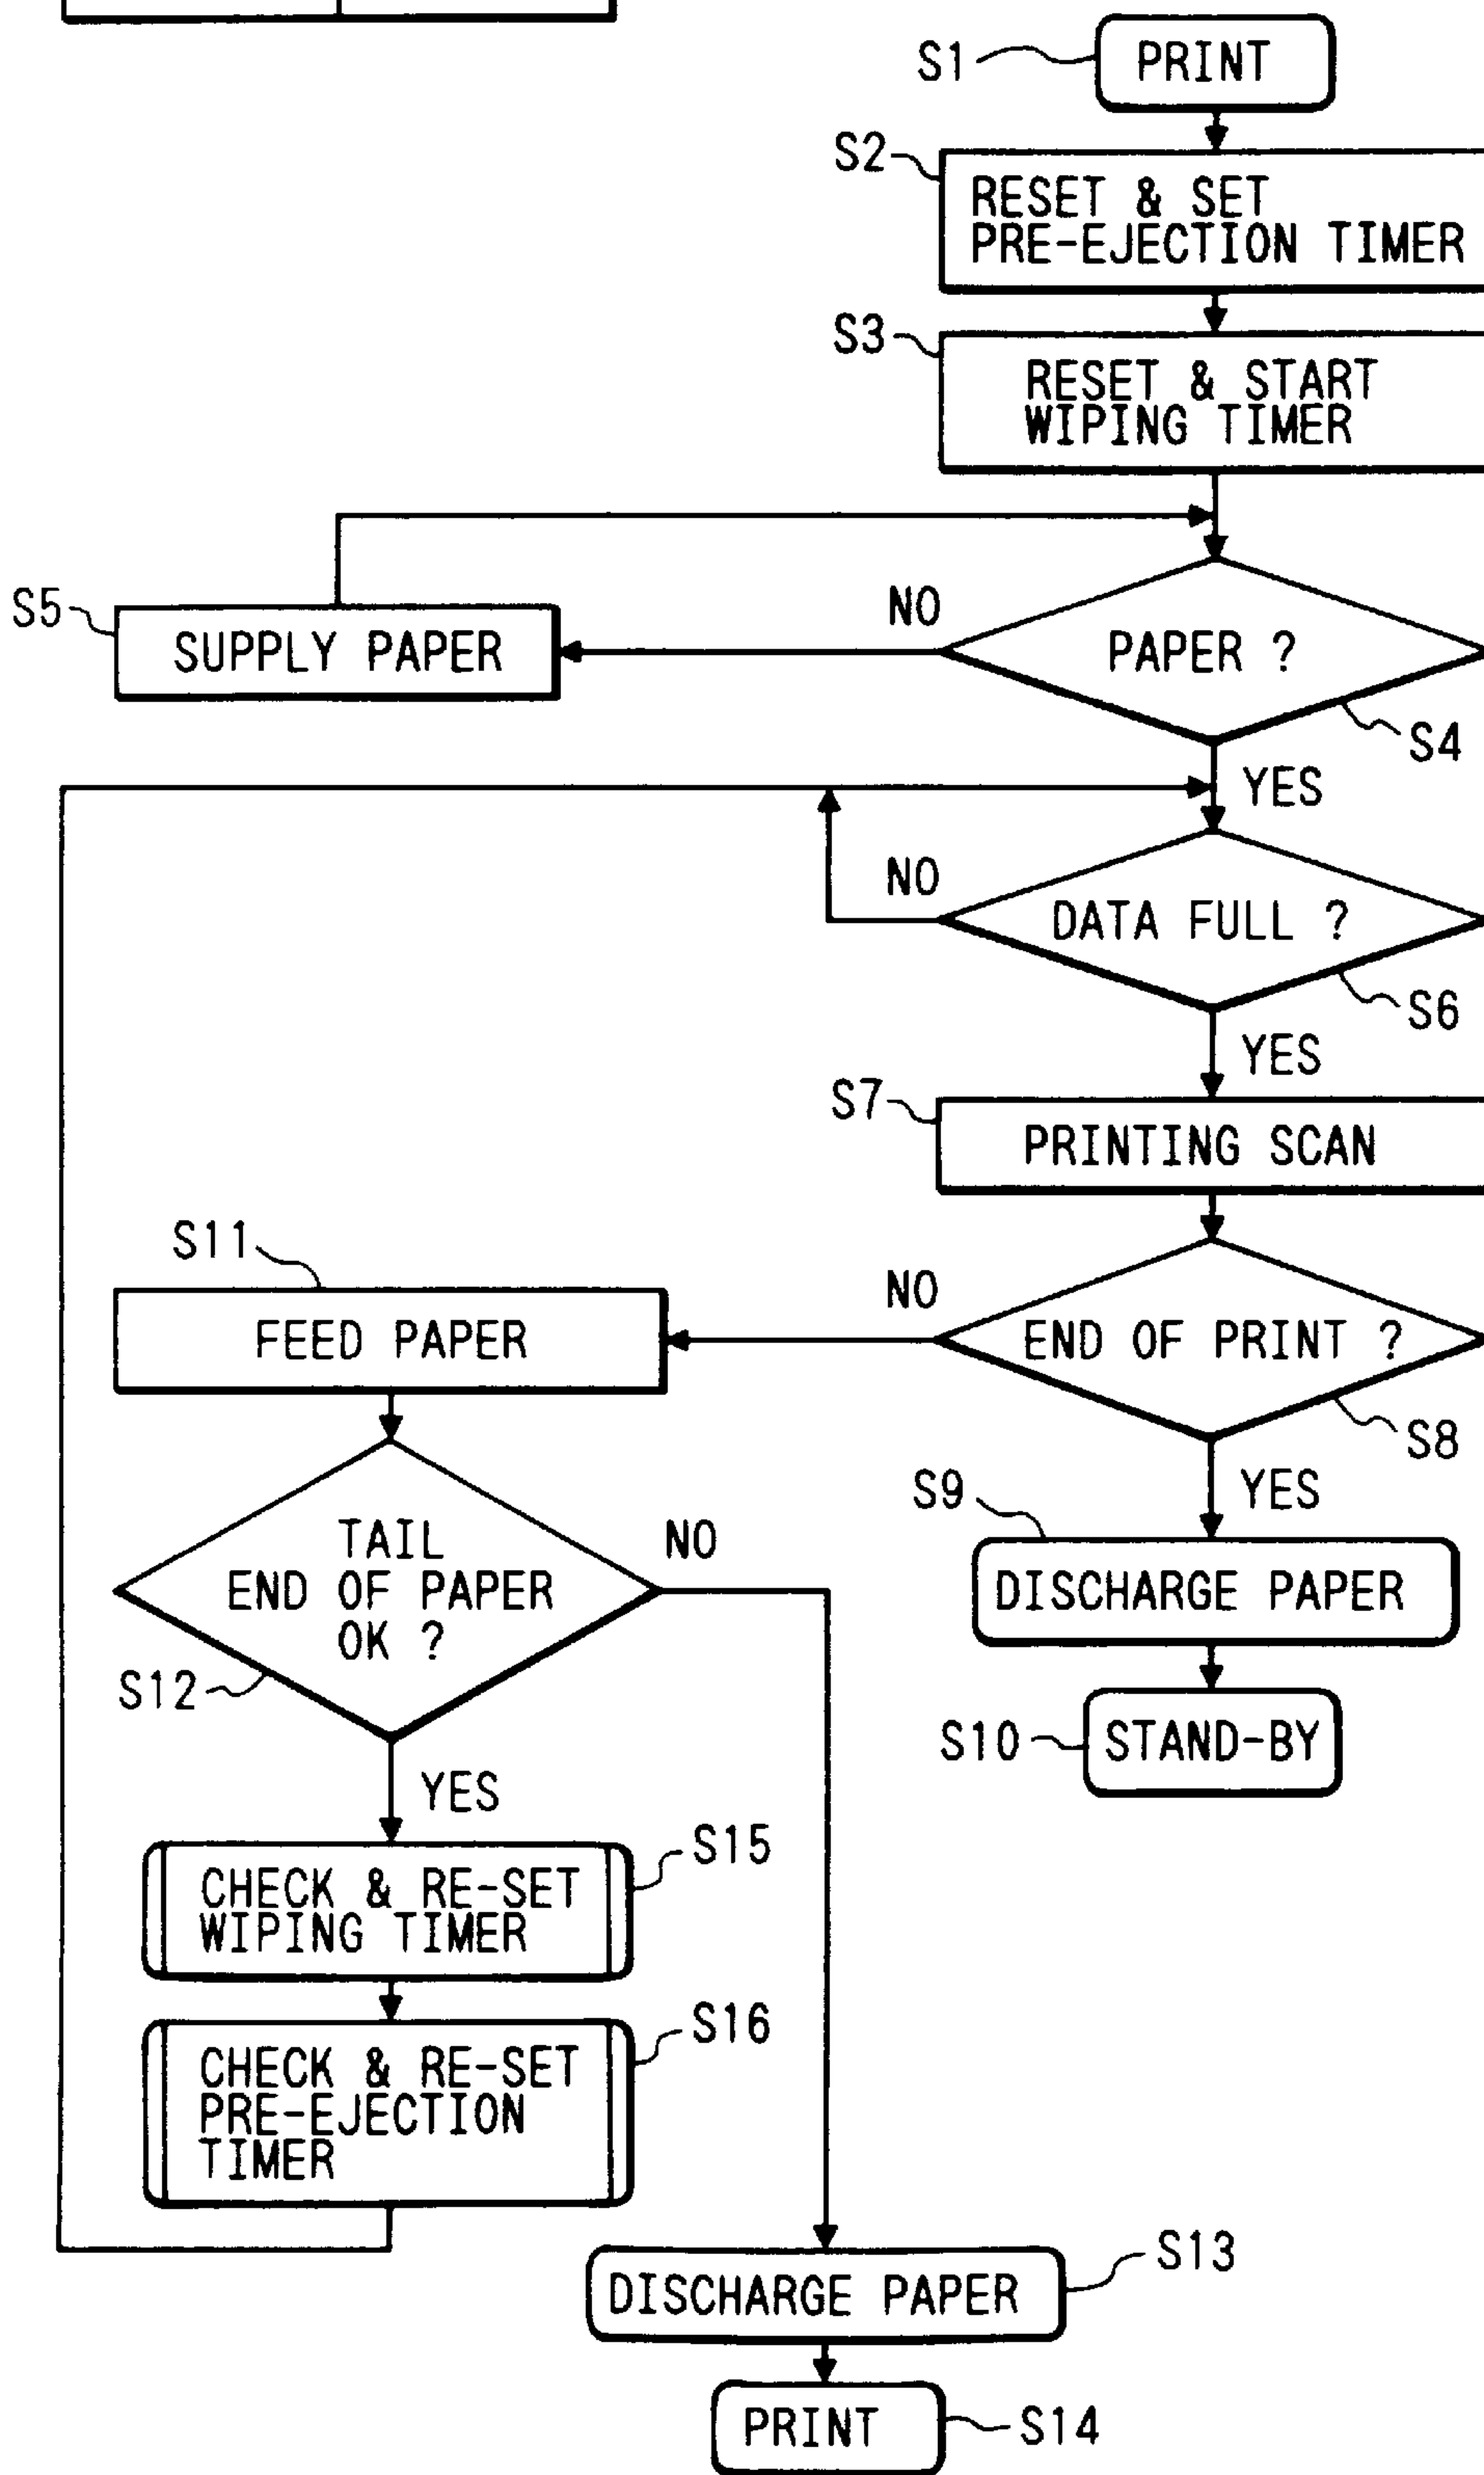 S1
PRINT
S2
RESET & SET
PRE-EJECTION TIMER
S3
RESET & START
WIPING TIMER
S5
SUPPLY PAPER
NO
PAPER ?
S4
YES
NO
DATA FULL ?
S6
YES
S7
PRINTING SCAN
S11
FEED PAPER
NO
END OF PRINT ?
S8
YES
S9
DISCHARGE PAPER
S10
STAND-BY
TAIL
END OF PAPER
OK ?
NO
S12
YES
S15
CHECK & RE-SET
WIPING TIMER
S16
CHECK & RE-SET
PRE-EJECTION
TIMER
S13
DISCHARGE PAPER
PRINT
S14